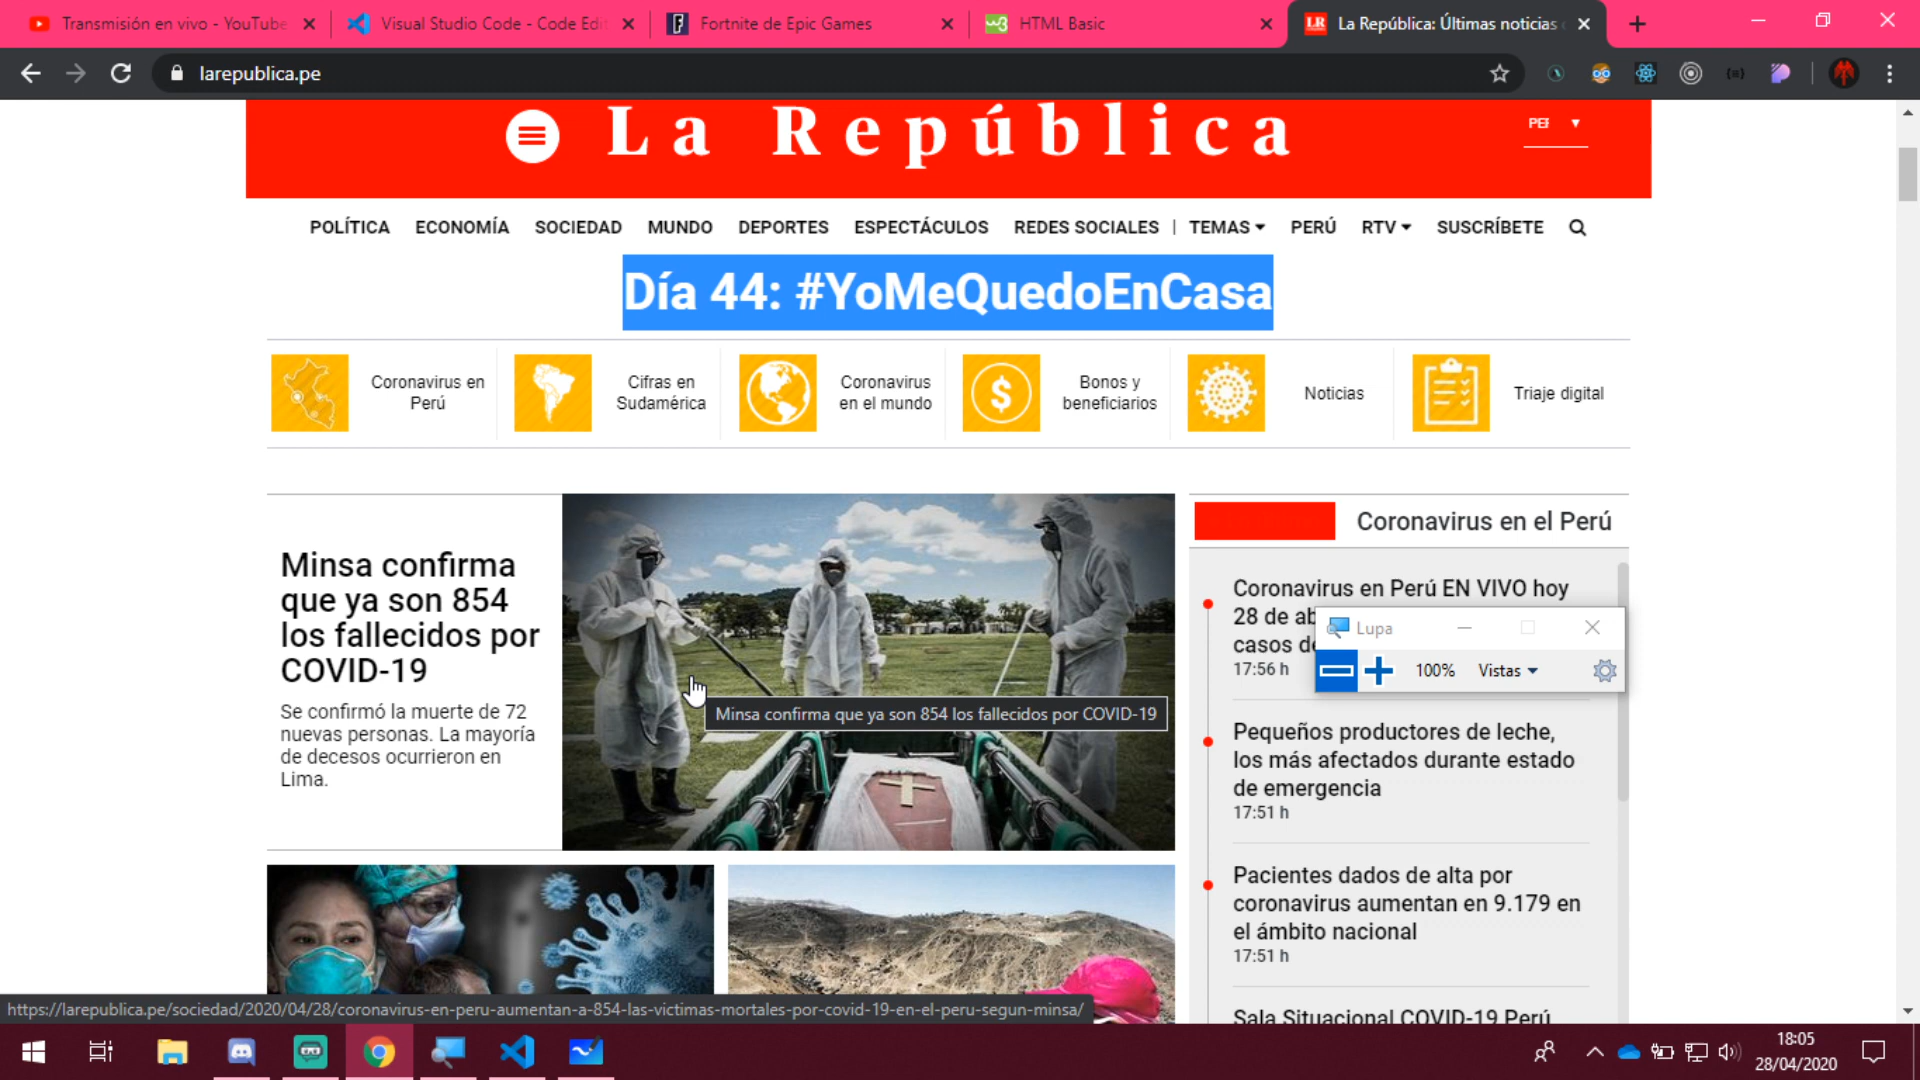 Transmisión en vivo - YouTube
Visual Studio Code - Code Edit
Fortnite de Epic Games
HTML Basic
La República: Últimas noticias
larepublica.pe
La República
PE
POLÍTICA ECONOMÍA SOCIEDAD MUNDO DEPORTES ESPECTÁCULOS REDES SOCIALES | TEMAS PERÚ RTV SUSCRÍBETE
Día 44: #YoMeQuedoEnCasa
Coronavirus en
Perú
Cifras en
Sudamérica
Coronavirus
en el mundo
Bonos y
beneficiarios
Noticias
Triaje digital
Minsa confirma
que ya son 854
los fallecidos por
COVID-19
Se confirmó la muerte de 72
nuevas personas. La mayoría
de decesos ocurrieron en
Lima.
Minsa confirma que ya son 854 los fallecidos por COVID-19
Coronavirus en el Perú
Coronavirus en Perú EN VIVO hoy
28 de ab
casos de
17:56 h
Lupa
100% Vistas
Pequeños productores de leche,
los más afectados durante estado
de emergencia
17:51 h
Pacientes dados de alta por
coronavirus aumentan en 9.179 en
el ámbito nacional
17:51 h
Sala Situacional COVID-19 Perú
https://larepublica.pe/sociedad/2020/04/28/coronavirus-en-peru-aumentan-a-854-las-victimas-mortales-por-covid-19-en-el-peru-segun-minsa/
18:05
28/04/2020